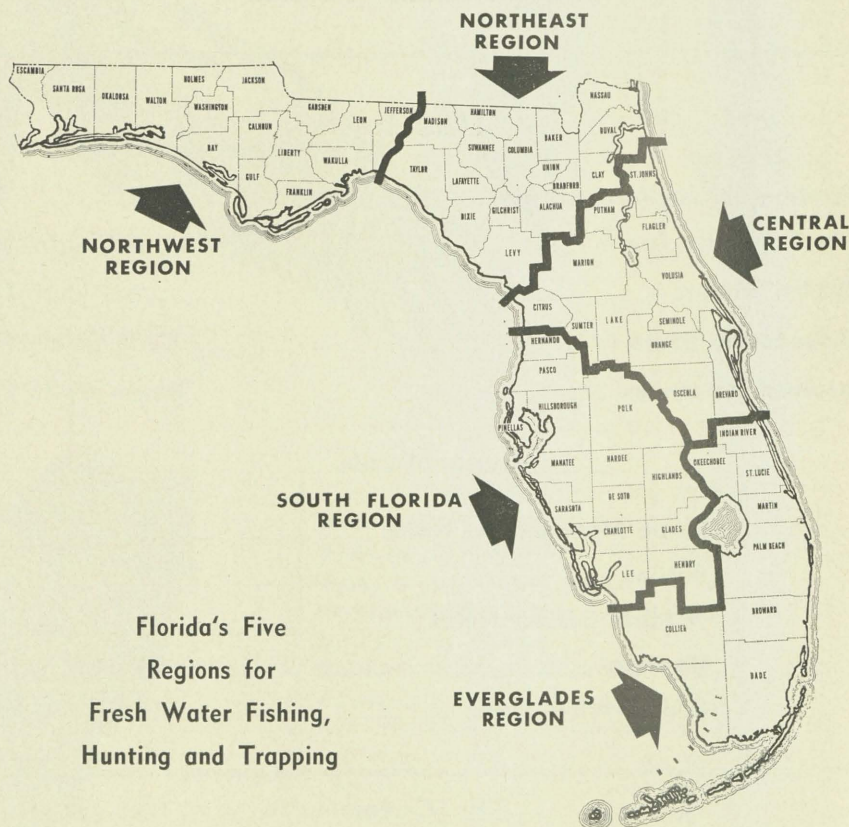 NORTHEAST
REGION
ESCAMBIA
SANTA ROSA
OKALOOSA
WALTON
HOLMES
JACKSON
WASHINGTON
BAY
CALHOUN
GULF
LIBERTY
GADSDEN
LEON
WAKULLA
FRANKLIN
JEFFERSON
MADISON
TAYLOR
HAMILTON
SUWANNEE
LAFAYETTE
DIXIE
COLUMBIA
GILCHRIST
BAKER
UNION
BRADFORD
ALACHUA
LEVY
NASSAU
DUVAL
CLAY
ST. JOHNS
PUTNAM
FLAGLER
MARION
VOLUSIA
CITRUS
SUMTER
LAKE
SEMINOLE
ORANGE
HERNANDO
PASCO
OSCEOLA
BREVARD
HILLSBOROUGH
POLK
PINELLAS
INDIAN RIVER
MANATEE
HARDEE
HIGHLANDS
OKEECHOBEE
ST. LUCIE
SARASOTA
DE SOTO
MARTIN
CHARLOTTE
GLADES
PALM BEACH
LEE
HENDRY
COLLIER
BROWARD
DADE
NORTHWEST
REGION
CENTRAL
REGION
SOUTH FLORIDA
REGION
EVERGLADES
REGION
Florida's Five
Regions for
Fresh Water Fishing,
Hunting and Trapping